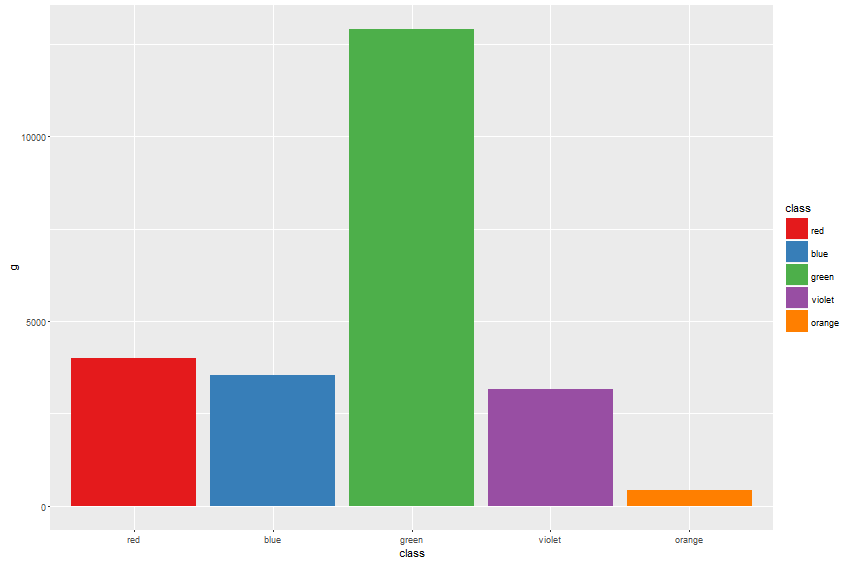 10000
5000
0
g
red
blue
green
violet
orange
class
class
red
blue
green
violet
orange